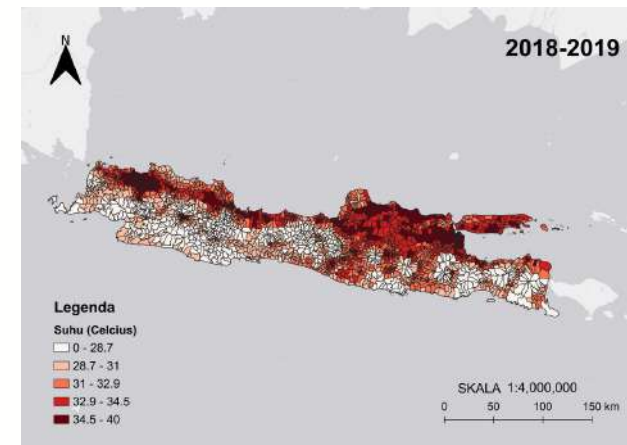 N
2018-2019
Legenda
Suhu (Celcius)
0 - 28.7
28.7 - 31
31 - 32.9
32.9 - 34.5
34.5 - 40
SKALA 1:4,000,000
0 50 100 150 km